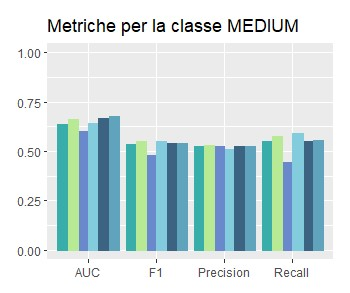 Metriche per la classe MEDIUM
1.00
0.75
0.50
0.25
0.00
AUC F1 Precision Recall